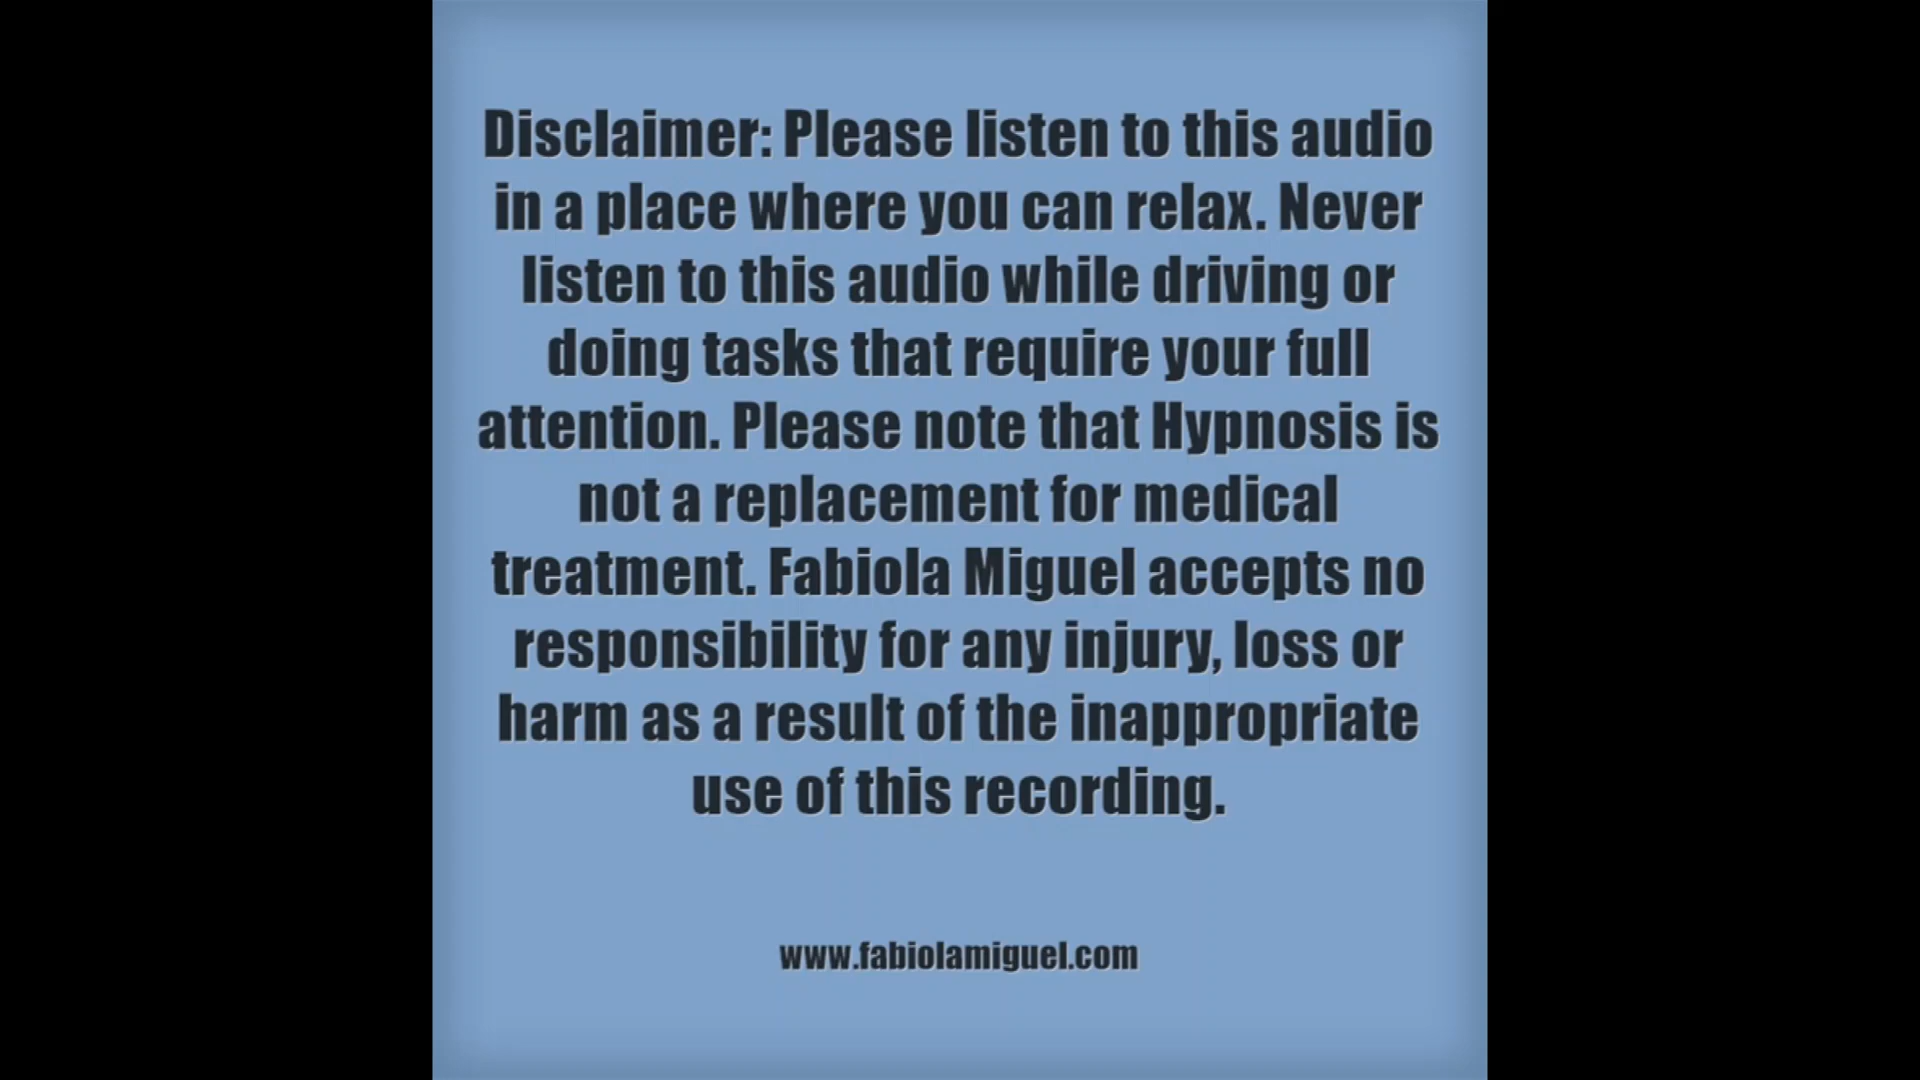 Disclaimer: Please listen to this audio
in a place where you can relax. Never
listen to this audio while driving or
doing tasks that require your full
attention. Please note that Hypnosis is
not a replacement for medical
treatment. Fabiola Miguel accepts no
responsibility for any injury, loss or
harm as a result of the inappropriate
use of this recording.
www.fabiolamiguel.com